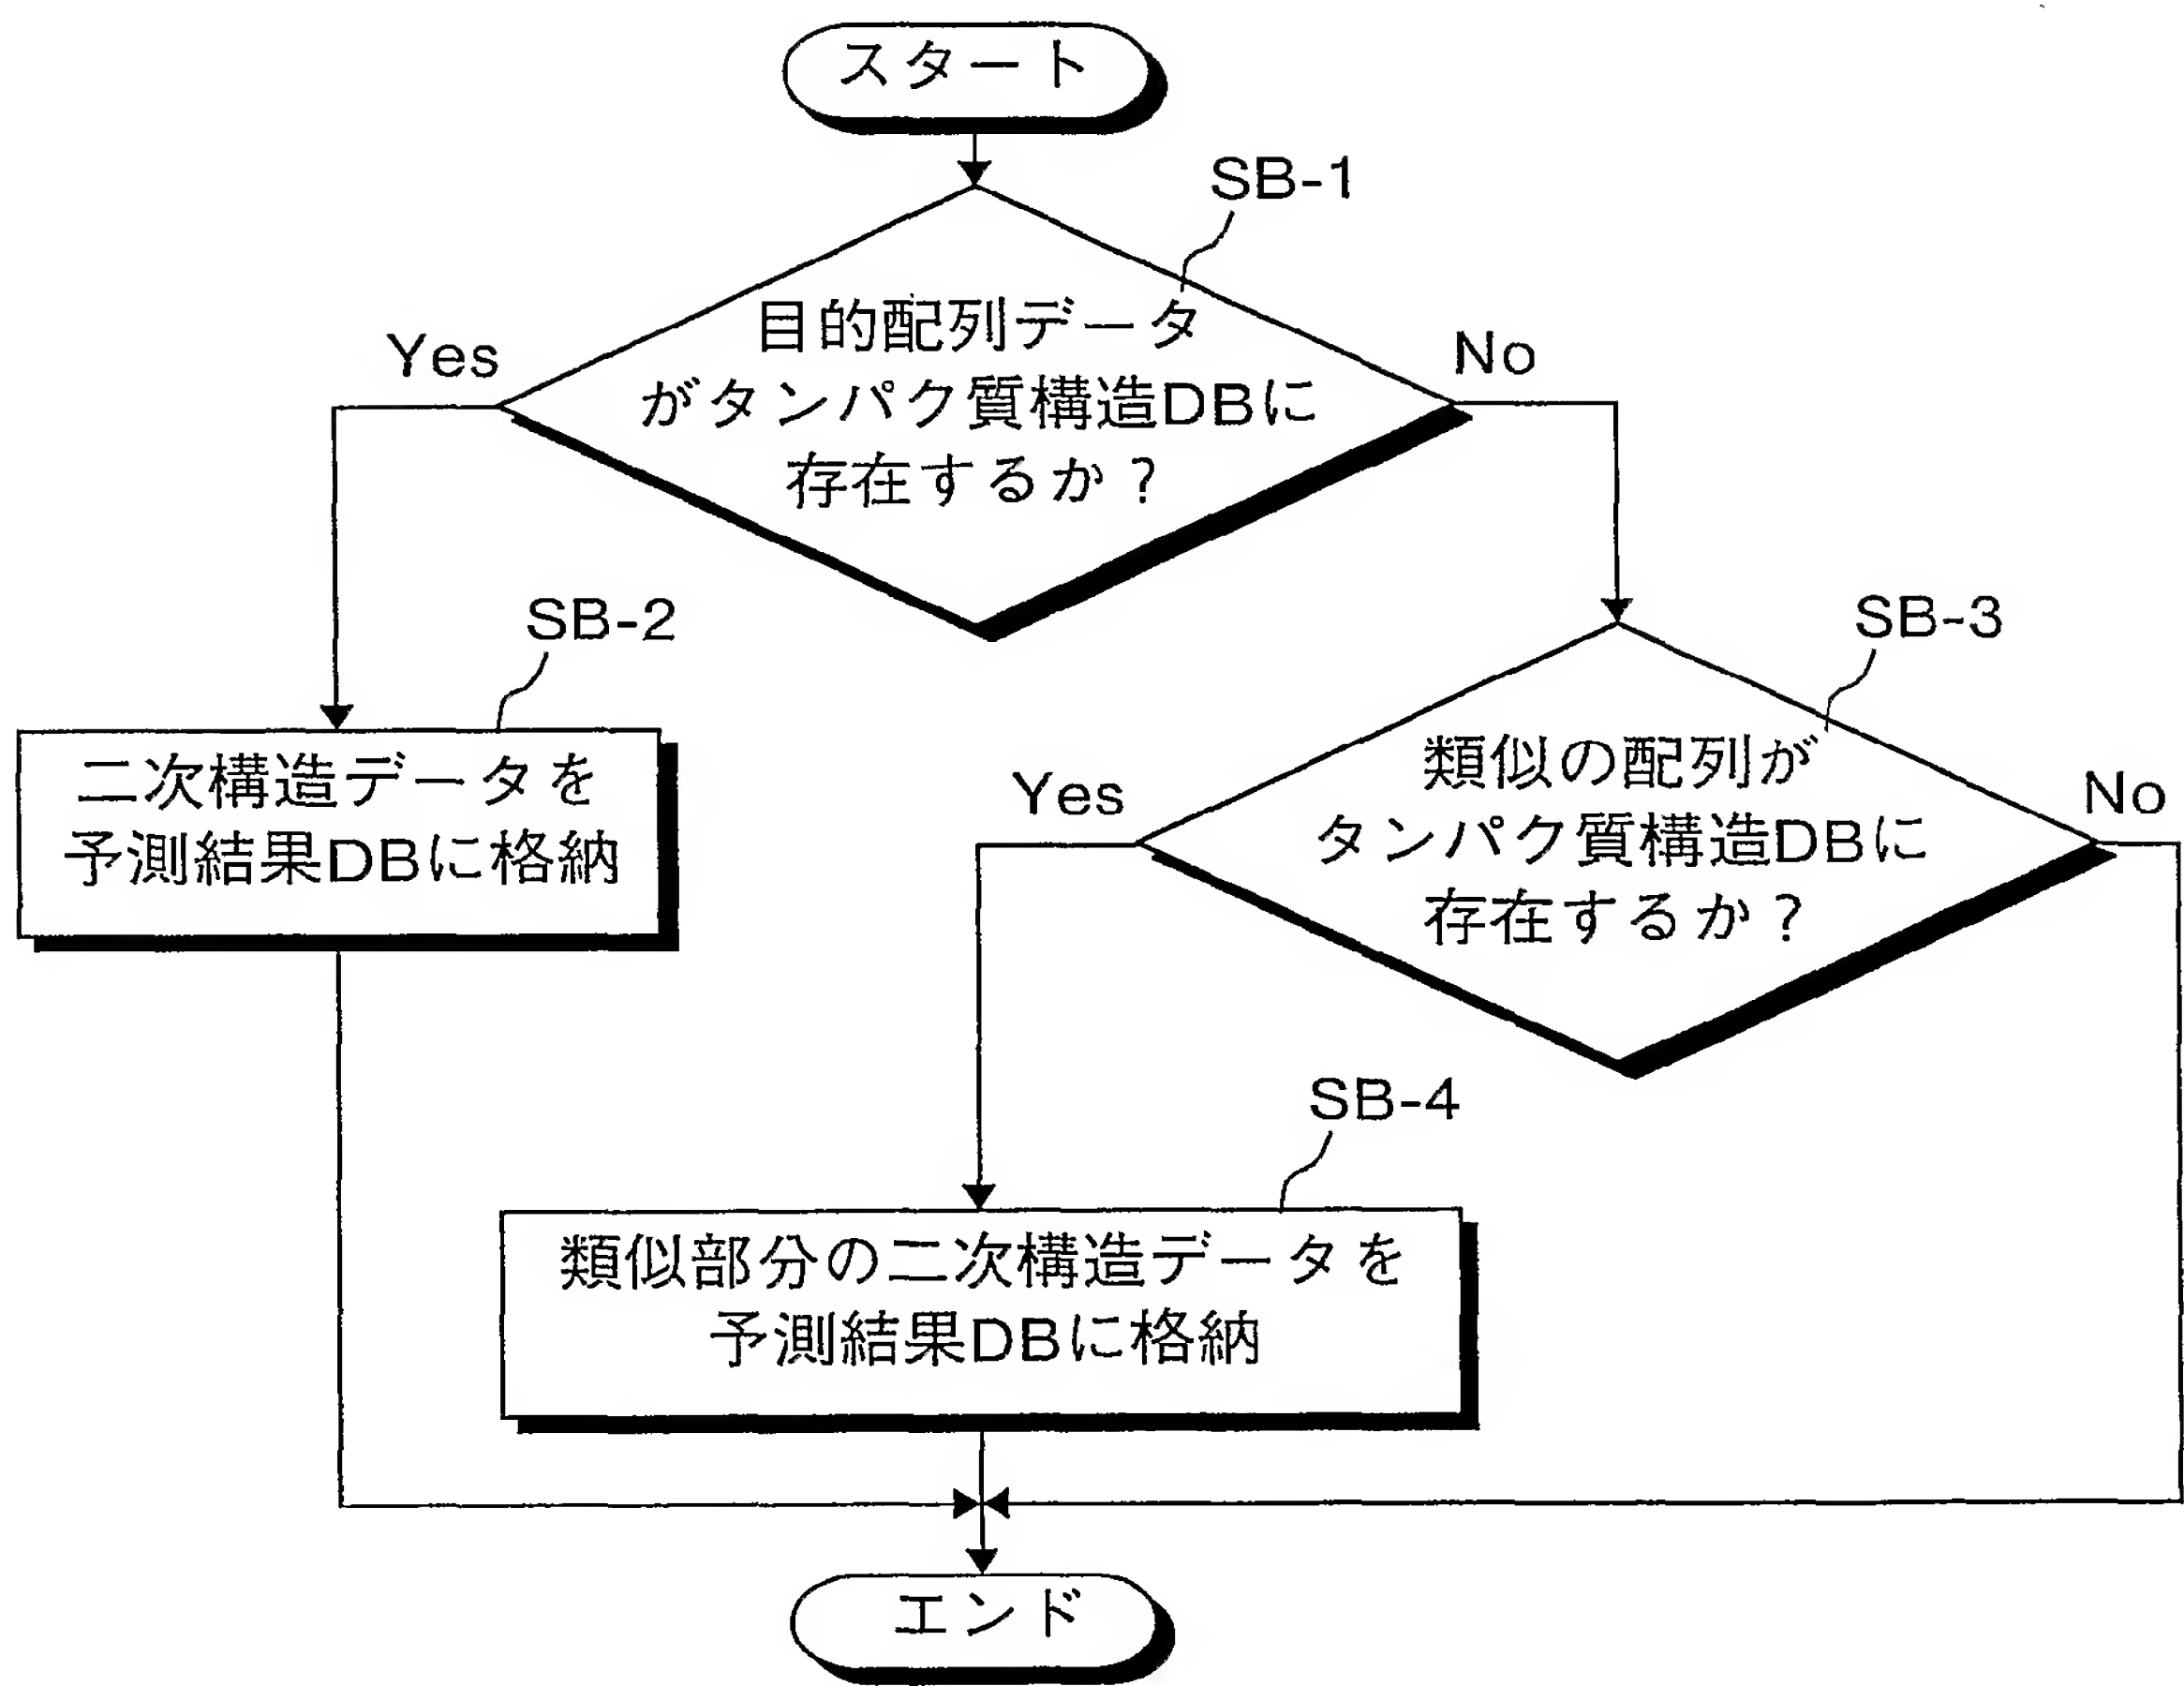 スタート
SB-1
目的配列データ
がタンパク質構造DBに
存在するか？
Yes
No
SB-2
二次構造データを
予測結果DBに格納
SB-3
類似の配列が
タンパク質構造DBに
存在するか？
Yes
No
SB-4
類似部分の二次構造データを
予測結果DBに格納
エンド